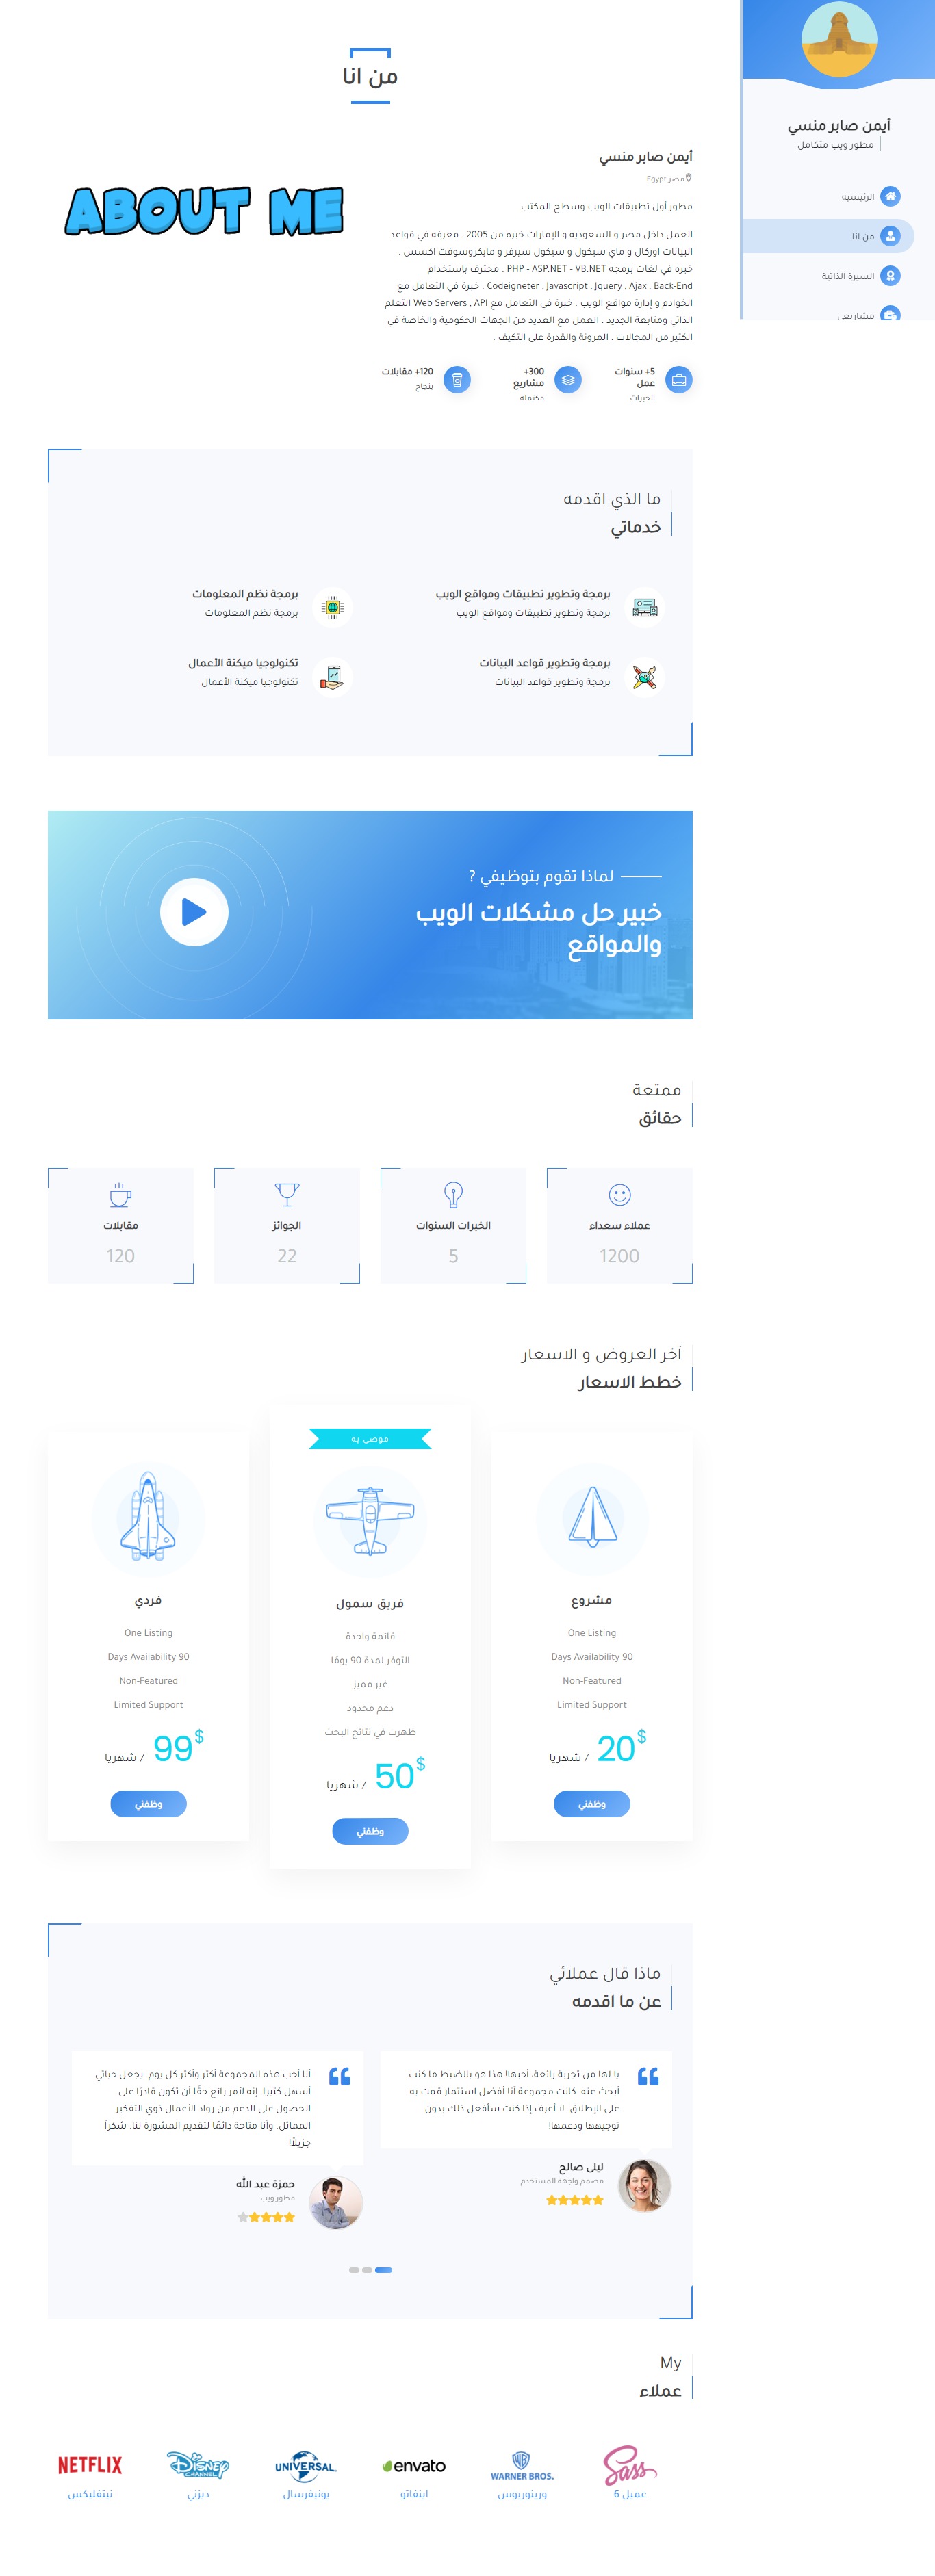 أيمن صابر منسي
مطور ويب متكامل
الرئيسية
من انا
السيرة الذاتية
مشاريعي
من انا
أيمن صابر منسي
مصر Egypt
مطور أول تطبيقات الويب وسطح المكتب
العمل داخل مصر و السعوديه و الإمارات خبره من 2005 . معرفه في قواعد
البيانات اوركال و ماي سيكول و سيكول سيرفر و مايكروسوفت اكسس .
خبره في لغات برمجه PHP - ASP.NET - VB.NET . محترف بإستخدام
Codeigneter , Javascript , Jquery , Ajax , Back-End . خبرة في التعامل مع
الخوادم و إدارة مواقع الويب . خبرة في التعامل مع Web Servers , API التعلم
الذاتي ومتابعة الجديد . العمل مع العديد من الجهات الحكومية والخاصة في
الكثير من المجالات . المرونة والقدرة على التكيف .
ABOUT ME
5+ سنوات
عمل
الخبرات
300+
مشاريع
مكتملة
120+ مقابلات
بنجاح
ما الذي اقدمه
خدماتي
برمجة وتطوير تطبيقات ومواقع الويب
برمجة وتطوير تطبيقات ومواقع الويب
برمجة نظم المعلومات
برمجة نظم المعلومات
برمجة وتطوير قواعد البيانات
برمجة وتطوير قواعد البيانات
تكنولوجيا ميكنة الأعمال
تكنولوجيا ميكنة الأعمال
لماذا تقوم بتوظيفي ?
خبير حل مشكلات الويب
والمواقع
ممتعة
حقائق
عملاء سعداء
1200
الخبرات السنوات
5
الجوائز
22
مقابلات
120
آخر العروض و الاسعار
خطط الاسعار
مشروع
One Listing
Days Availability 90
Non-Featured
Limited Support
20$ / شهريا
وظفني
موصى به
فريق سمول
قائمة واحدة
التوفر لمدة 90 يومًا
غير مميز
دعم محدود
ظهرت في نتائج البحث
50$ / شهريا
وظفني
فردي
One Listing
Days Availability 90
Non-Featured
Limited Support
99$ / شهريا
وظفني
ماذا قال عملائي
عن ما اقدمه
يا لها من تجربة رائعة، أحبها! هذا هو بالضبط ما كنت
أبحث عنه. كانت مجموعة أنا أفضل استثمار قمت به
على الإطلاق. لا أعرف إذا كنت سأفعل ذلك بدون
توجيهها ودعمها!
ليلى صالح
مصمم واجهة المستخدم
أنا أحب هذه المجموعة أكثر وأكثر كل يوم. يجعل حياتي
أسهل كثيرا. إنه لأمر رائع حقًا أن تكون قادرًا على
الحصول على الدعم من رواد الأعمال ذوي التفكير
المماثل. وأنا متاحة دائمًا لتقديم المشورة لنا. شكراً
جزيلاً!
حمزة عبد الله
مطور ويب
My
عملاء
Sass
عميل 6
WB
WARNER BROS.
ورينوربوس
envato
اينفاتو
UNIVERSAL
يونيفرسال
DISNEY
CHANNEL
ديزني
NETFLIX
نيتفليكس